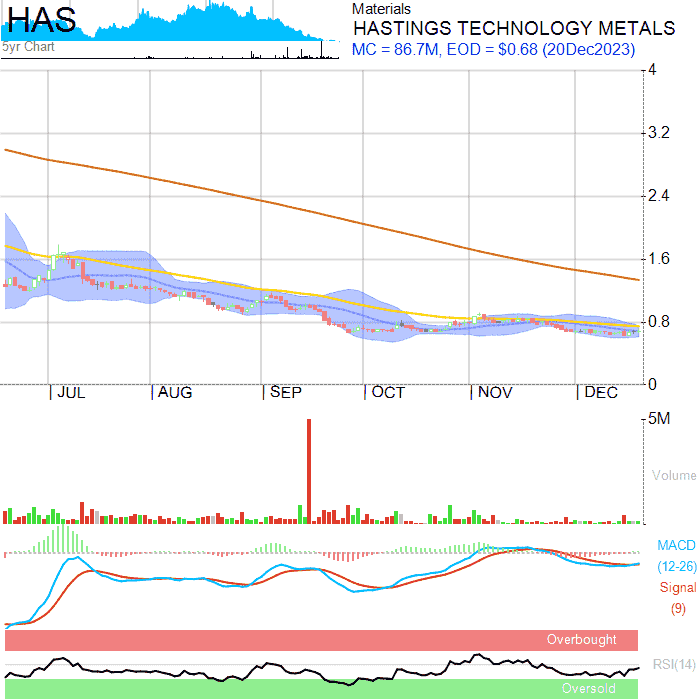 HAS
5yr Chart
Materials
HASTINGS TECHNOLOGY METALS
MC = 86.7M, EOD = $0.68 (20Dec2023)
4
3.2
2.4
1.6
0.8
0
JUL AUG SEP OCT NOV DEC
5M
Volume
MACD
(12-26)
Signal
(9)
Overbought
RSI(14)
Oversold